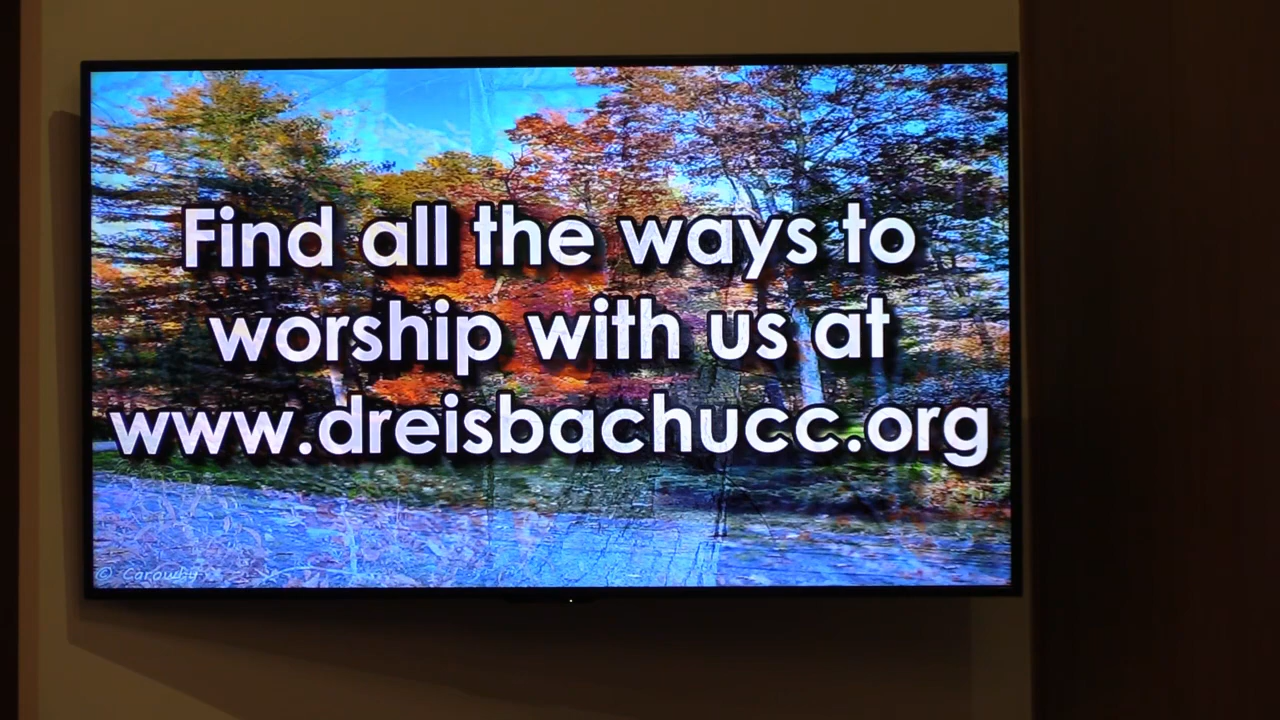 Find all the ways to
worship with us at
www.dreisbachucc.org